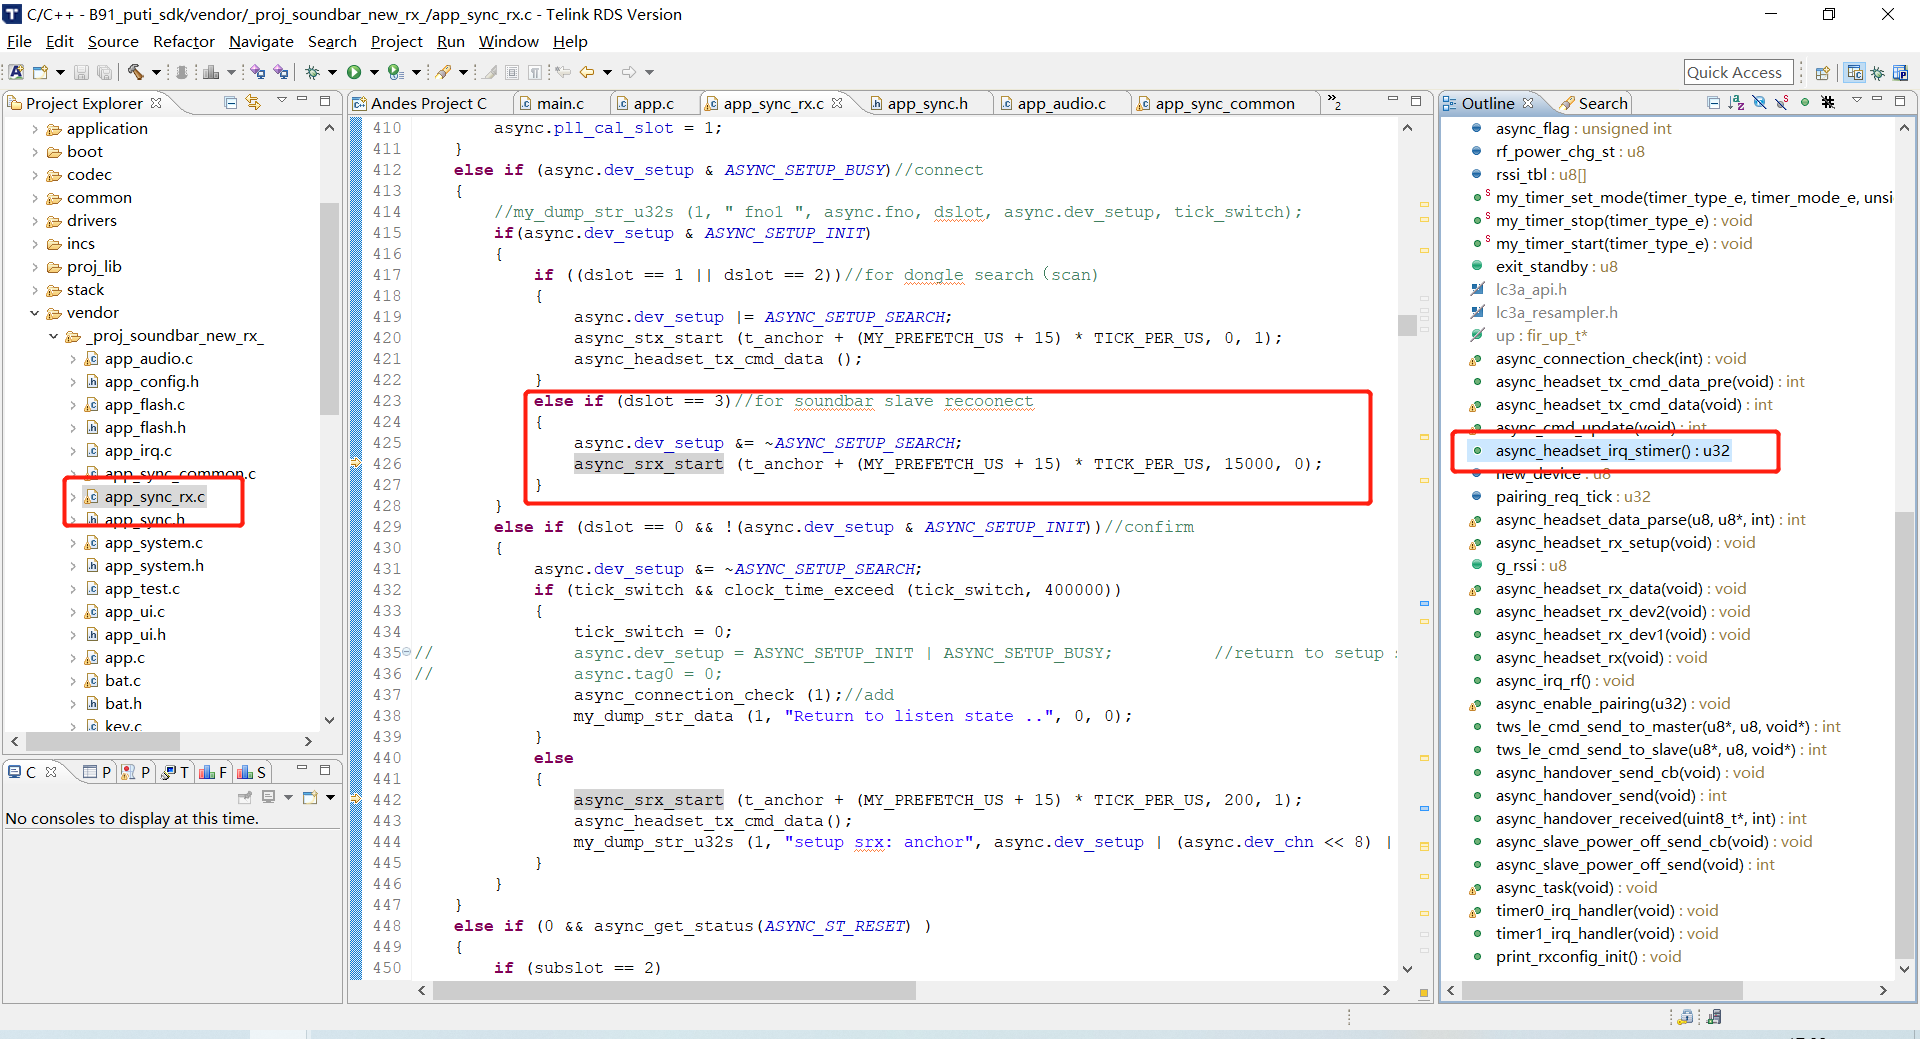 C/C++ - B91_puti_sdk/vendor/_proj_soundbar_new_rx_/app_sync_rx.c - Telink RDS Version
File Edit Source Refactor Navigate Search Project Run Window Help
Quick Access
Project Explorer
application
boot
codec
common
drivers
incs
proj_lib
stack
vendor
_proj_soundbar_new_rx_
app_audio.c
app_config.h
app_flash.c
app_flash.h
app_irq.c
app_sync_common.c
app_sync_rx.c
app_sync.h
app_system.c
app_system.h
app_test.c
app_ui.c
app_ui.h
app.c
bat.c
bat.h
key.c
C P P T F S
No consoles to display at this time.
Andes Project C main.c app.c app_sync_rx.c app_sync.h app_audio.c app_sync_common »2
410 async.pll_cal_slot = 1;
411 }
412 else if (async.dev_setup & ASYNC_SETUP_BUSY)//connect
413 {
414 //my_dump_str_u32s (1, " fno1 ", async.fno, dslot, async.dev_setup, tick_switch);
415 if(async.dev_setup & ASYNC_SETUP_INIT)
416 {
417 if ((dslot == 1 || dslot == 2))//for dongle search（scan)
418 {
419 async.dev_setup |= ASYNC_SETUP_SEARCH;
420 async_stx_start (t_anchor + (MY_PREFETCH_US + 15) * TICK_PER_US, 0, 1);
421 async_headset_tx_cmd_data ();
422 }
423 else if (dslot == 3)//for soundbar slave recoonect
424 {
425 async.dev_setup &= ~ASYNC_SETUP_SEARCH;
426 async_srx_start (t_anchor + (MY_PREFETCH_US + 15) * TICK_PER_US, 15000, 0);
427 }
428 }
429 else if (dslot == 0 && !(async.dev_setup & ASYNC_SETUP_INIT))//confirm
430 {
431 async.dev_setup &= ~ASYNC_SETUP_SEARCH;
432 if (tick_switch && clock_time_exceed (tick_switch, 400000))
433 {
434 tick_switch = 0;
435 // async.dev_setup = ASYNC_SETUP_INIT | ASYNC_SETUP_BUSY; //return to setup
436 // async.tag0 = 0;
437 async_connection_check (1);//add
438 my_dump_str_data (1, "Return to listen state ..", 0, 0);
439 }
440 else
441 {
442 async_srx_start (t_anchor + (MY_PREFETCH_US + 15) * TICK_PER_US, 200, 1);
443 async_headset_tx_cmd_data();
444 my_dump_str_u32s (1, "setup srx: anchor", async.dev_setup | (async.dev_chn << 8) |
445 }
446 }
447 }
448 else if (0 && async_get_status(ASYNC_ST_RESET) )
449 {
450 if (subslot == 2)
Outline Search
async_flag : unsigned int
rf_power_chg_st : u8
rssi_tbl : u8[]
S my_timer_set_mode(timer_type_e, timer_mode_e, unsi
S my_timer_stop(timer_type_e) : void
S my_timer_start(timer_type_e) : void
exit_standby : u8
lc3a_api.h
lc3a_resampler.h
up : fir_up_t*
async_connection_check(int) : void
async_headset_tx_cmd_data_pre(void) : int
async_headset_tx_cmd_data(void) : int
async_cmd_update(void) : int
async_headset_irq_stimer() : u32
new_device : u8
pairing_req_tick : u32
async_headset_data_parse(u8, u8*, int) : int
async_headset_rx_setup(void) : void
g_rssi : u8
async_headset_rx_data(void) : void
async_headset_rx_dev2(void) : void
async_headset_rx_dev1(void) : void
async_headset_rx(void) : void
async_irq_rf() : void
async_enable_pairing(u32) : void
tws_le_cmd_send_to_master(u8*, u8, void*) : int
tws_le_cmd_send_to_slave(u8*, u8, void*) : int
async_handover_send_cb(void) : void
async_handover_send(void) : int
async_handover_received(uint8_t*, int) : int
async_slave_power_off_send_cb(void) : void
async_slave_power_off_send(void) : int
async_task(void) : void
timer0_irq_handler(void) : void
timer1_irq_handler(void) : void
print_rxconfig_init() : void